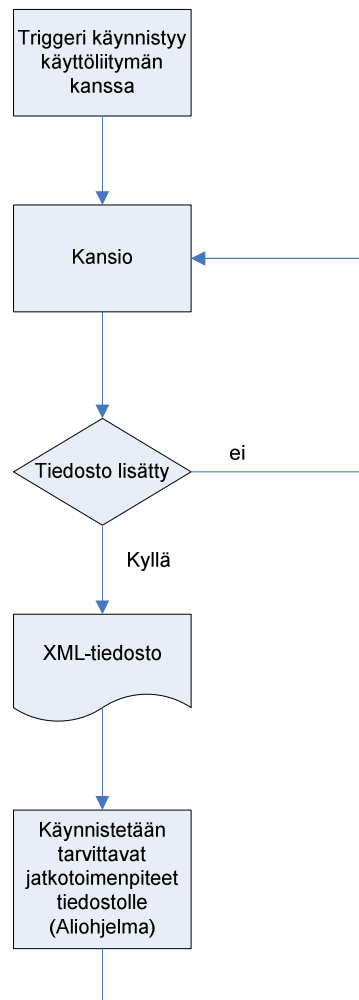 Triggeri käynnistyy
käyttöliitymän
kanssa
Kansio
Tiedosto lisätty
ei
Kyllä
XML-tiedosto
Käynnistetään
tarvittavat
jatkotoimenpiteet
tiedostolle
(Aliohjelma)